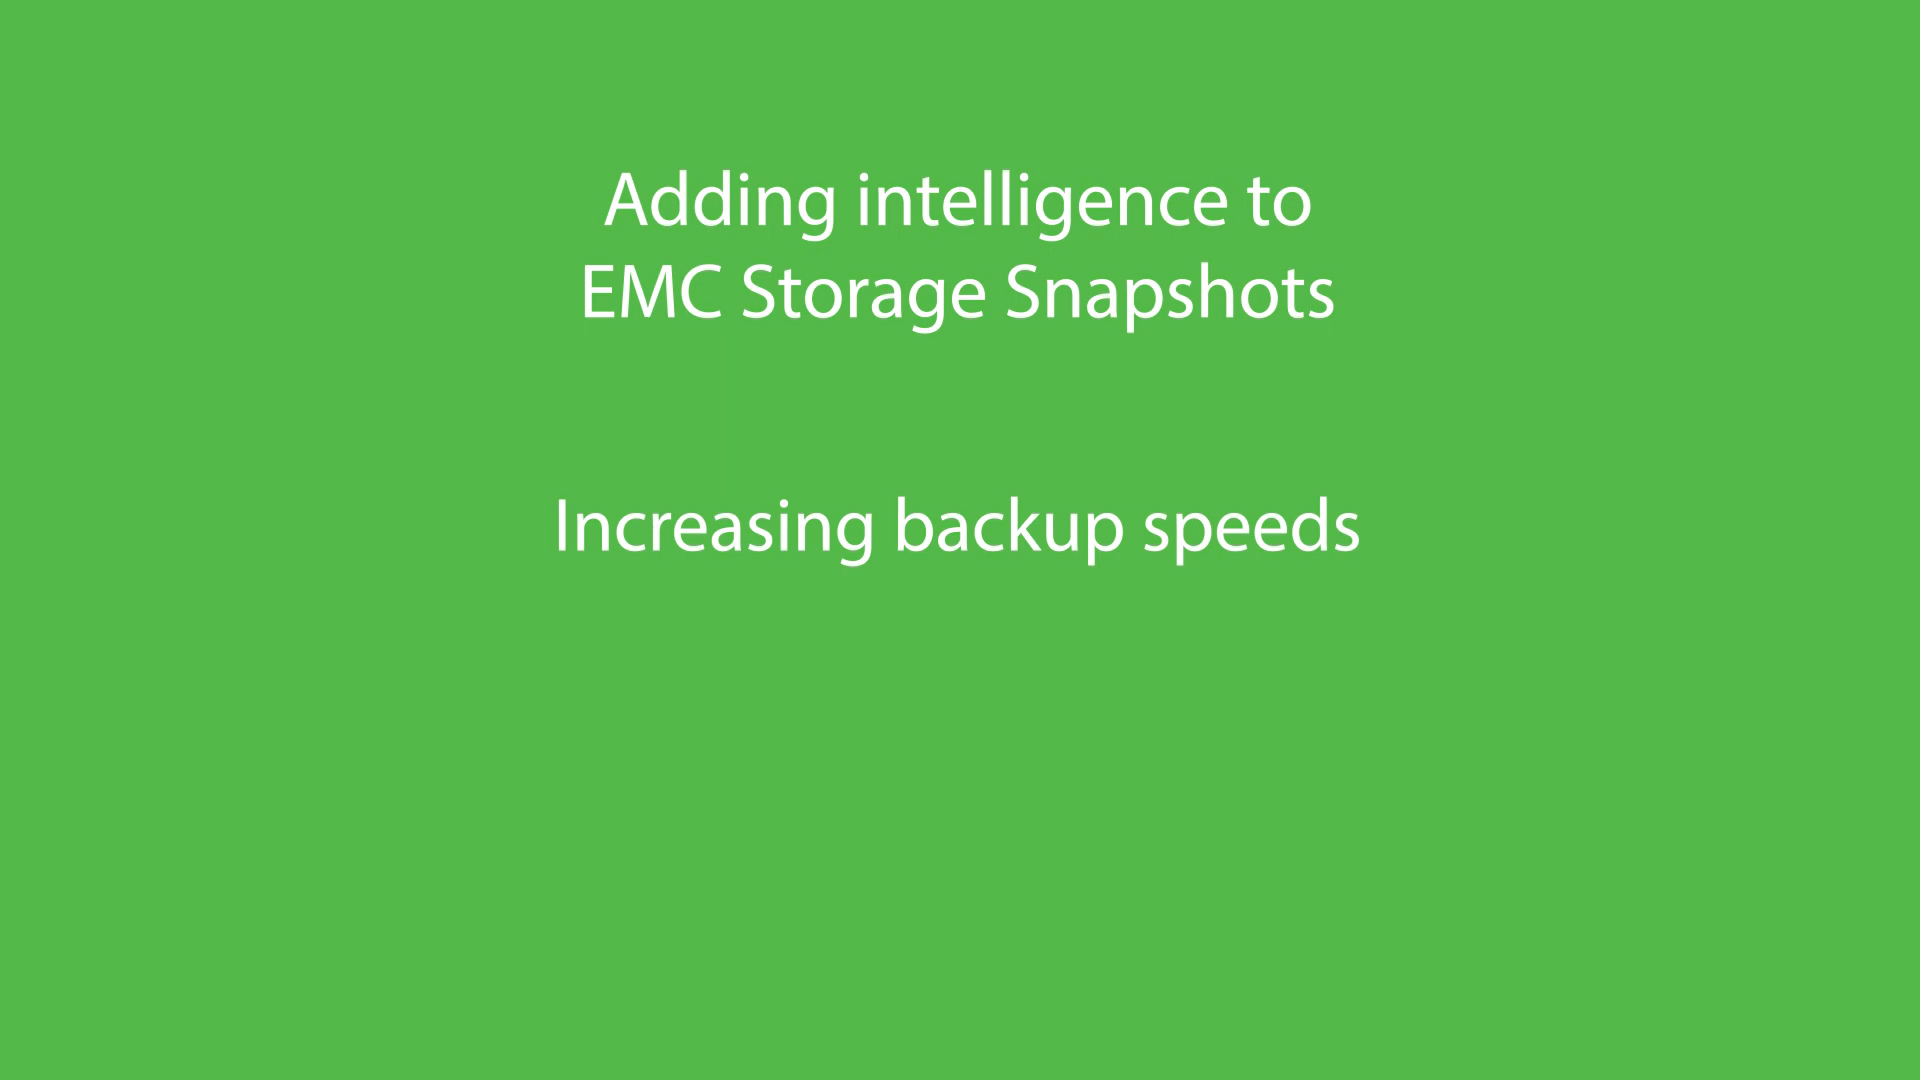 Adding intelligence to
EMC Storage Snapshots
Increasing backup speeds